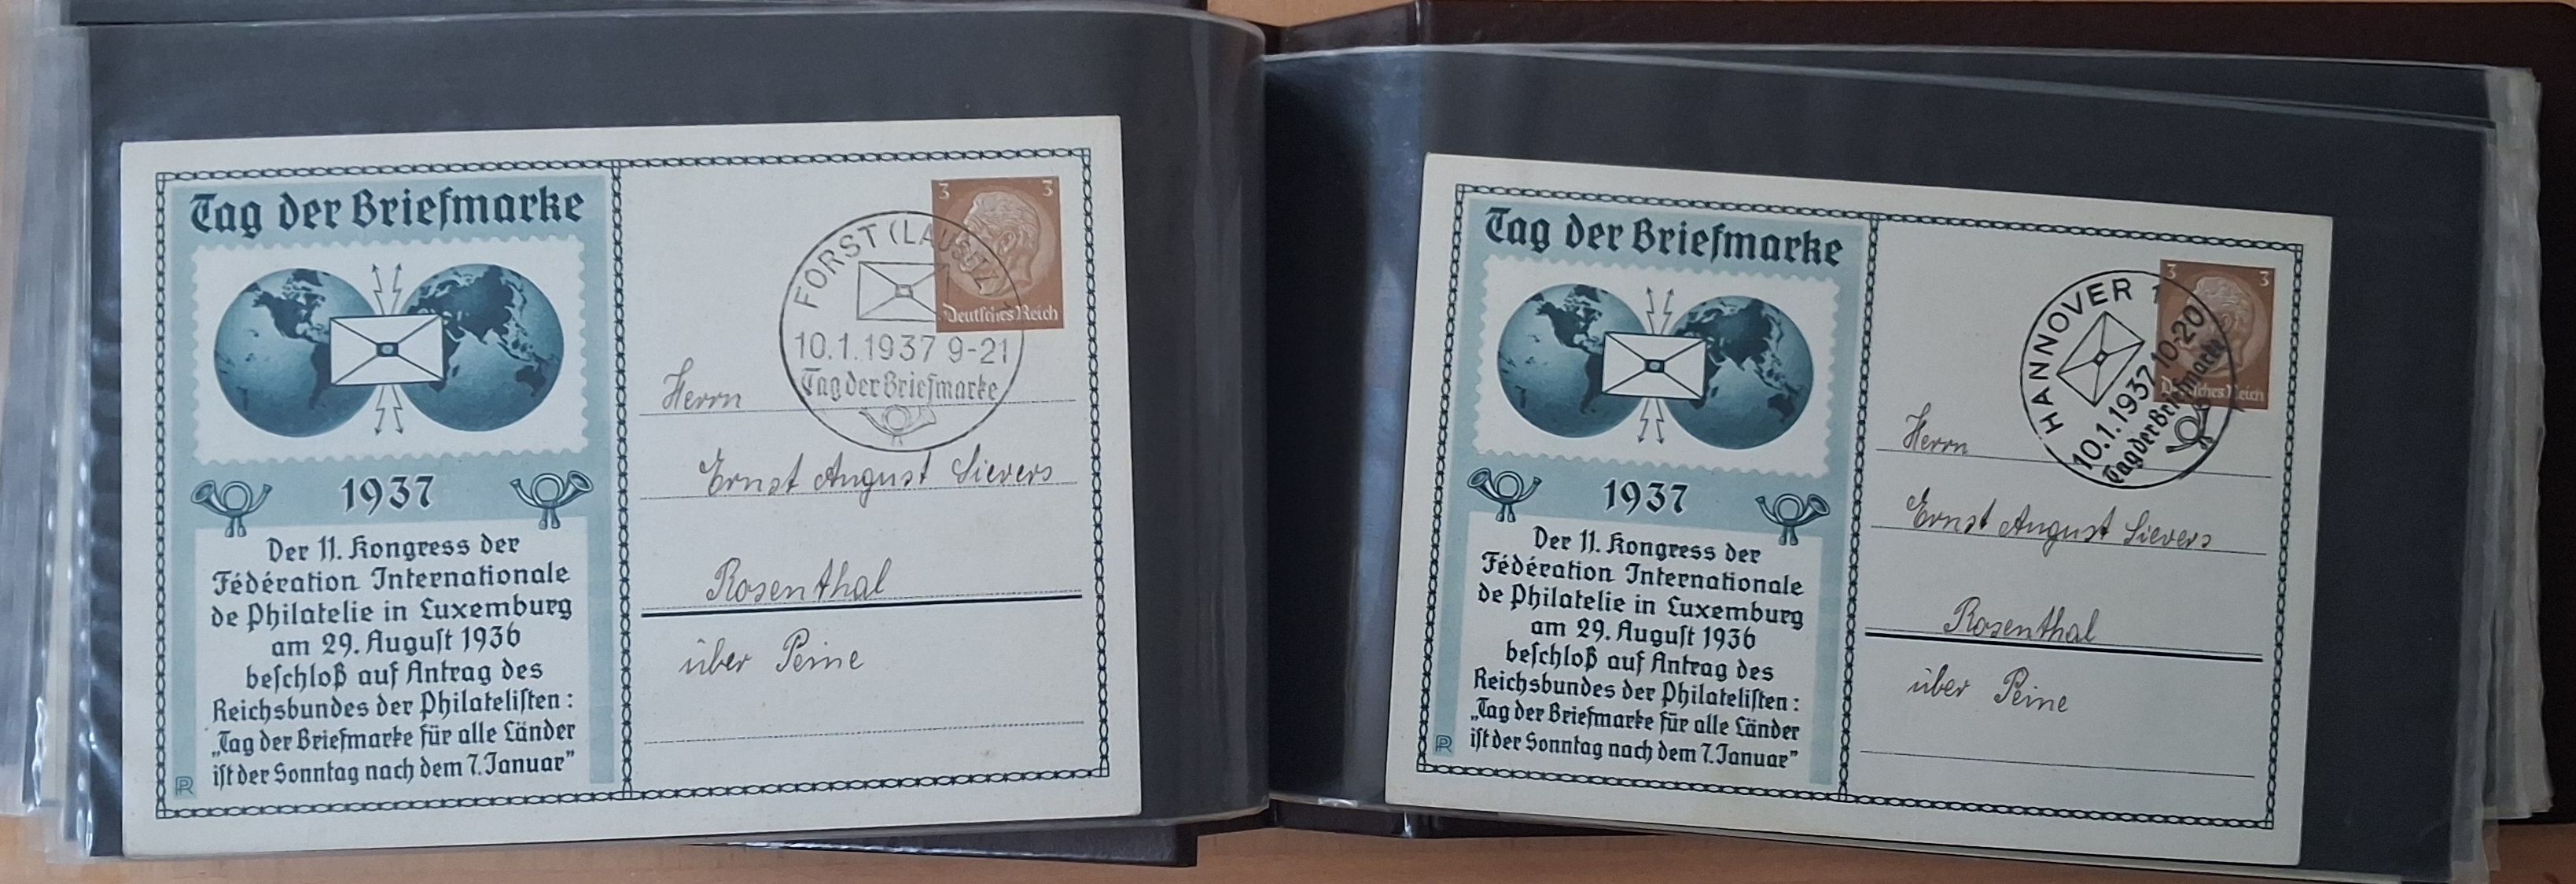 Tag der Briefmarke
1937
Der 11. Kongress der
Fédération Internationale
de Philatelie in Luxemburg
am 29. August 1936
beschloß auf Antrag des
Reichsbundes der Philatelisten:
„Tag der Briefmarke für alle Länder
ist der Sonntag nach dem 7. Januar”
PR
3 3
Deutsches Reich
FORST (LAUSITZ)
10.1.1937 9-21
Tag der Briefmarke
Herrn
Ernst August Sievers
Rosenthal
über Peine
Tag der Briefmarke
1937
Der 11. Kongress der
Fédération Internationale
de Philatelie in Luxemburg
am 29. August 1936
beschloß auf Antrag des
Reichsbundes der Philatelisten:
„Tag der Briefmarke für alle Länder
ist der Sonntag nach dem 7. Januar”
PR
3 3
Deutsches Reich
HANNOVER 1
10.1.1937 10-20
Tag der Briefmarke
Herrn
Ernst August Sievers
Rosenthal
über Peine